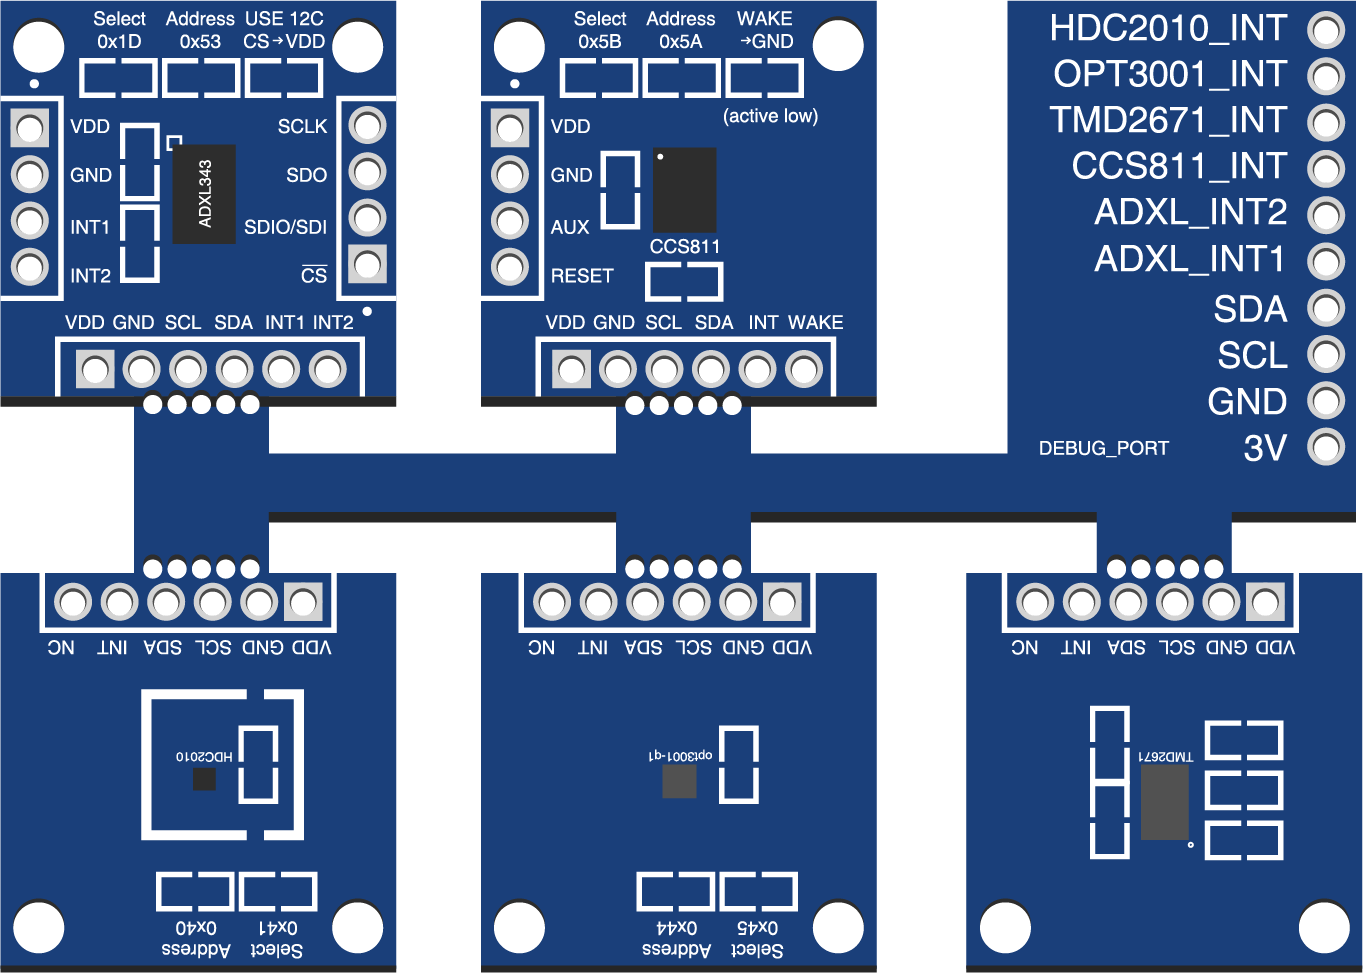 Select Address USE 12C
0x1D 0x53 CS→VDD
VDD
GND
INT1
INT2
ADXL343
SCLK
SDO
SDIO/SDI
CS
VDD GND SCL SDA INT1 INT2
Select Address WAKE
0x5B 0x5A →GND
(active low)
VDD
GND
AUX
RESET
CCS811
VDD GND SCL SDA INT WAKE
HDC2010_INT
OPT3001_INT
TMD2671_INT
CCS811_INT
ADXL_INT2
ADXL_INT1
SDA
SCL
GND
DEBUG_PORT 3V
VDD GND SCL SDA INT NC
HDC2010
Select Address
0x41 0x40
VDD GND SCL SDA INT NC
opt3001-q1
Select Address
0x45 0x44
VDD GND SCL SDA INT NC
TMD2671